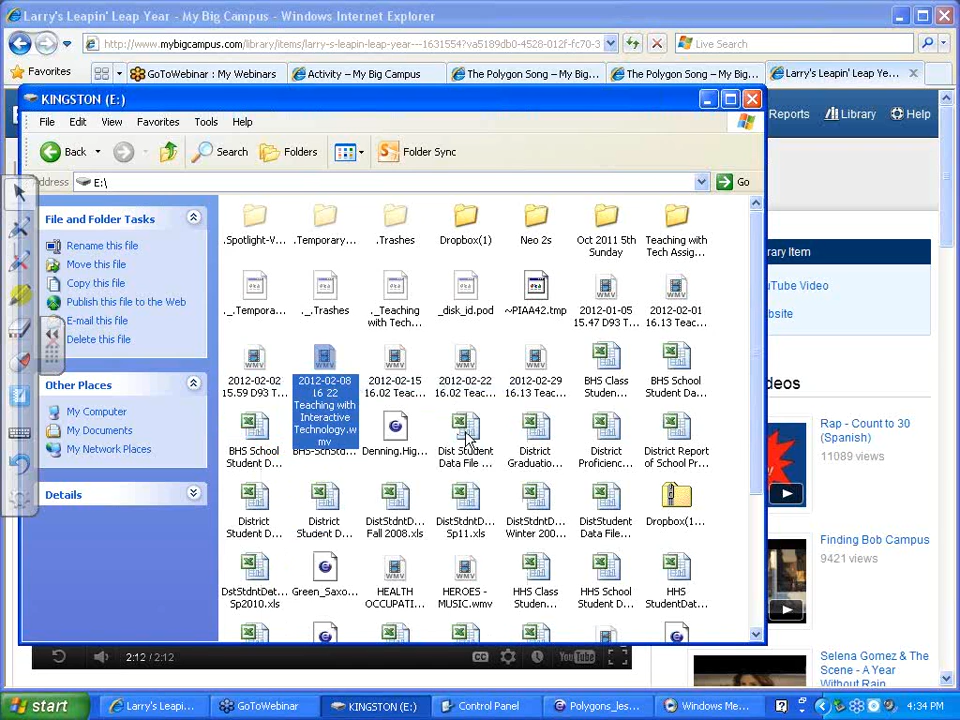 Larry's Leapin' Leap Year - My Big Campus - Windows Internet Explorer
http://www.mybigcampus.com/library/items/larry-s-leapin-leap-year---1631554?va5189db0-4528-012f-fc70-3
Live Search
Favorites
GoToWebinar : My Webinars
Activity – My Big Campus
The Polygon Song – My Big...
The Polygon Song – My Big...
Larry's Leapin' Leap Ye...
KINGSTON (E:)
Reports
Library
Help
File Edit View Favorites Tools Help
Back
Search
Folders
Folder Sync
Address
E:\
Go
File and Folder Tasks
Rename this file
Move this file
Copy this file
Publish this file to the Web
E-mail this file
Delete this file
Other Places
My Computer
My Documents
My Network Places
Details
.Spotlight-V...
.Temporary...
.Trashes
Dropbox(1)
Neo 2s
Oct 2011 5th
Sunday
Teaching with
Tech Assig...
._.Tempora...
._.Trashes
._Teaching
with Tech...
_disk_id.pod
~PIAA42.tmp
2012-01-05
15.47 D93 T...
2012-02-01
16.13 Teac...
2012-02-02
15.59 D93 T...
2012-02-08
16 22
Teaching with
Interactive
Technology.w
mv
2012-02-15
16.02 Teac...
2012-02-22
16.02 Teac...
2012-02-29
16.13 Teac...
BHS Class
Studen...
BHS School
Student Da...
BHS School
Student D...
Denning.Hig...
Dist Student
Data File ...
District
Graduatio...
District
Proficienc...
District Report
of School Pr...
District
Student D...
District
Student D...
DistStdntD...
Fall 2008.xls
DistStdntD...
Sp11.xls
DistStdntD...
Winter 200...
DistStudent
Data File...
Dropbox(1...
DstStdntDat...
Sp2010.xls
Green_Saxo...
HEALTH
OCCUPATI...
HEROES -
MUSIC.wmv
HHS Class
Studen...
HHS School
Student D...
HHS
StudentDat...
rary Item
uTube Video
bsite
deos
Rap - Count to 30
(Spanish)
11089 views
Finding Bob Campus
9421 views
Selena Gomez & The
Scene - A Year
Without Rain
2:12 / 2:12
CC
YouTube
start
Larry's Leapin...
GoToWebinar
KINGSTON (E:)
Control Panel
Polygons_les...
Windows Me...
4:34 PM